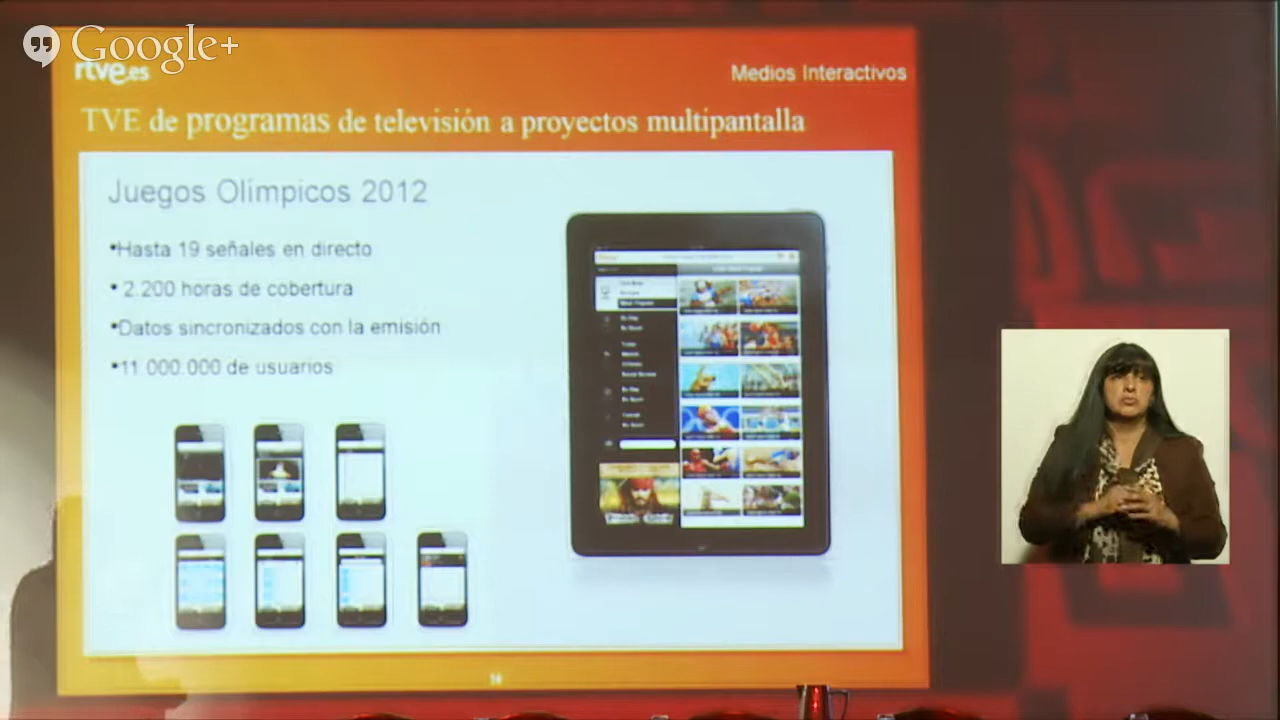 Google+
rtve.es
Medios Interactivos
TVE de programas de televisión a proyectos multipantalla
Juegos Olímpicos 2012
•Hasta 19 señales en directo
• 2.200 horas de cobertura
•Datos sincronizados con la emisión
•11.000.000 de usuarios